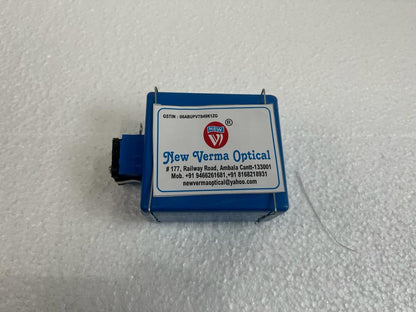 GSTIN : 06ABUPV7849K1ZG
NEW
V
New Verma Optical
# 177, Railway Road, Ambala Cantt-133001
Mob. +91 9466261681,+91 8168218931
newvermaoptical@yahoo.com